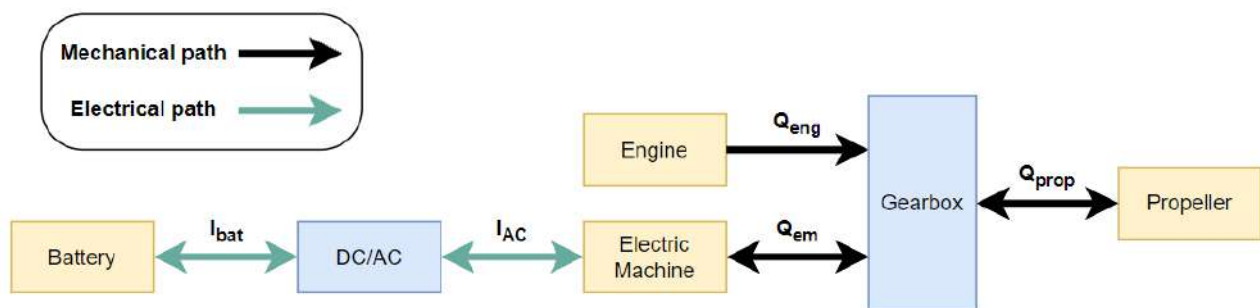 Mechanical path
Electrical path
Engine
Q_eng
Gearbox
Q_prop
Propeller
Battery
I_bat
DC/AC
I_AC
Electric
Machine
Q_em